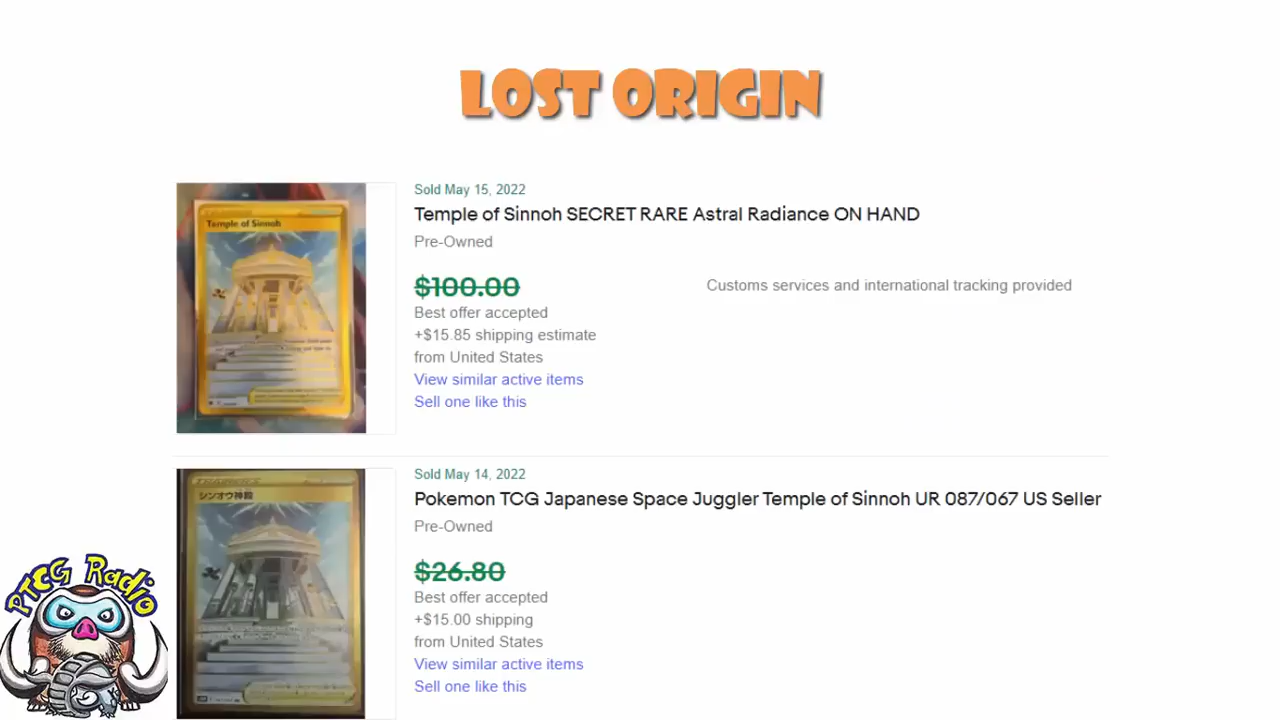 LOST ORIGIN
Temple of Sinnoh
Sold May 15, 2022
Temple of Sinnoh SECRET RARE Astral Radiance ON HAND
Pre-Owned
$100.00
Customs services and international tracking provided
Best offer accepted
+$15.85 shipping estimate
from United States
View similar active items
Sell one like this
シンオウ神殿
Sold May 14, 2022
Pokemon TCG Japanese Space Juggler Temple of Sinnoh UR 087/067 US Seller
Pre-Owned
$26.80
Best offer accepted
+$15.00 shipping
from United States
View similar active items
Sell one like this
PTCG Radio